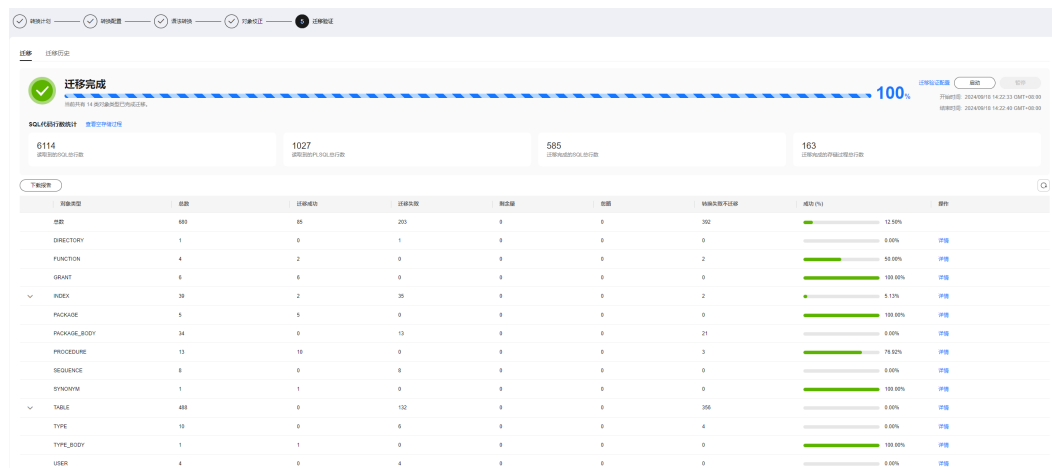 转换计划 转换配置 语法转换 对象校正 5 迁移验证
迁移 迁移历史
迁移完成
当前共有 14 类对象类型已完成迁移。
100%
迁移验证配置 启动 暂停
开始时间: 2024/09/18 14:22:33 GMT+08:00
结束时间: 2024/09/18 14:22:49 GMT+08:00
SQL代码行数统计 查看空存储过程
6114 1027 585 163
读取到的SQL总行数 读取到的PLSQL总行数 迁移完成的SQL总行数 迁移完成的存储过程总行数
下载报告
对象类型 总数 迁移成功 迁移失败 剩余量 忽略 转换失败不迁移 成功 (%) 操作
总数 680 85 203 0 0 392 12.50%
DIRECTORY 1 0 1 0 0 0 0.00% 详情
FUNCTION 4 2 0 0 0 2 50.00% 详情
GRANT 0 0 0 0 100.00% 详情
INDEX 39 2 35 0 0 2 5.13% 详情
PACKAGE 5 5 0 0 0 0 100.00% 详情
PACKAGE_BODY 34 0 13 0 0 21 0.00% 详情
PROCEDURE 13 10 0 0 0 3 76.92% 详情
SEQUENCE 8 0 8 0 0 0 0.00% 详情
SYNONYM 1 1 0 0 0 0 100.00% 详情
TABLE 488 0 132 0 0 356 0.00% 详情
TYPE 10 0 6 0 0 4 0.00% 详情
TYPE_BODY 1 1 0 0 0 0 100.00% 详情
USER 4 0 4 0 0 0 0.00% 详情